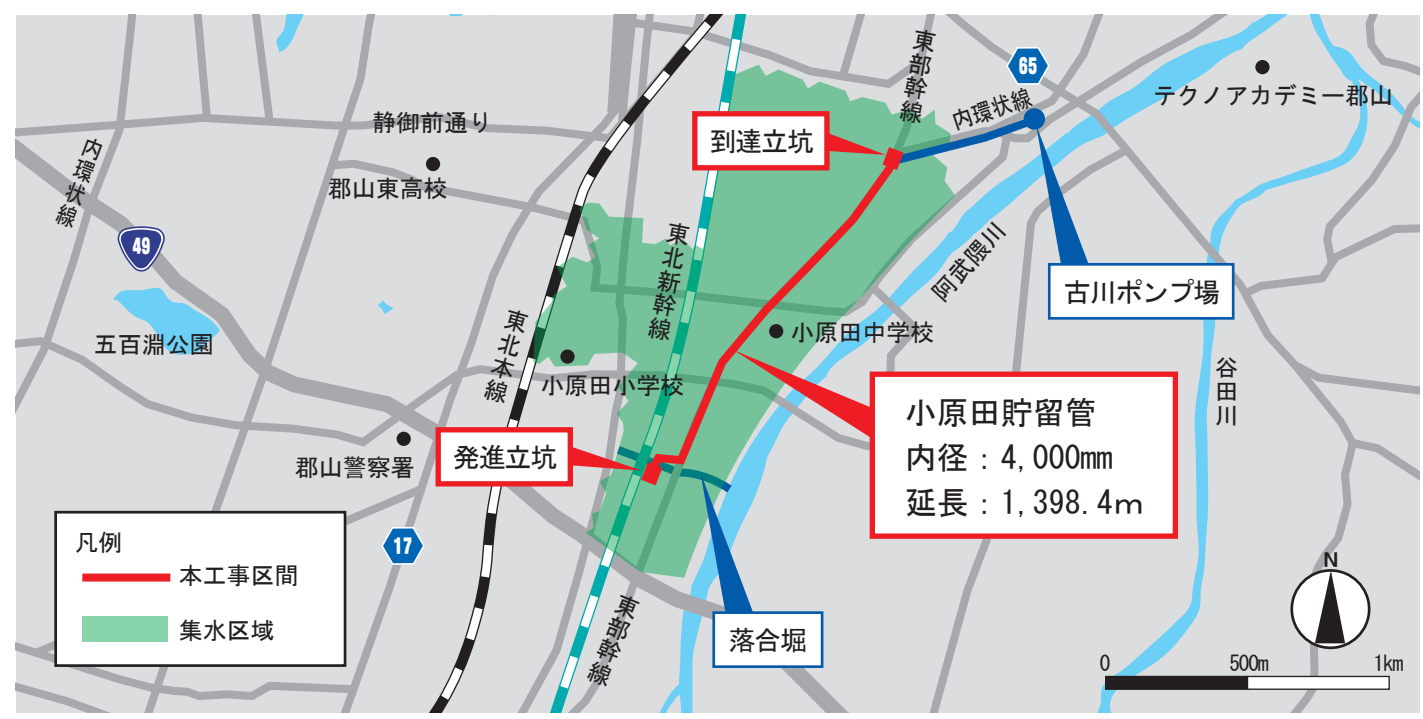 東部幹線
65
内環状線
テクノアカデミー郡山
静御前通り
到達立坑
内環状線
郡山東高校
49
東北新幹線
阿武隈川
古川ポンプ場
五百淵公園
東北本線
小原田中学校
小原田小学校
谷田川
小原田貯留管
内径：4,000mm
延長：1,398.4m
発進立坑
郡山警察署
凡例
本工事区間
集水区域
17
東部幹線
落合堀
N
0 500m 1km